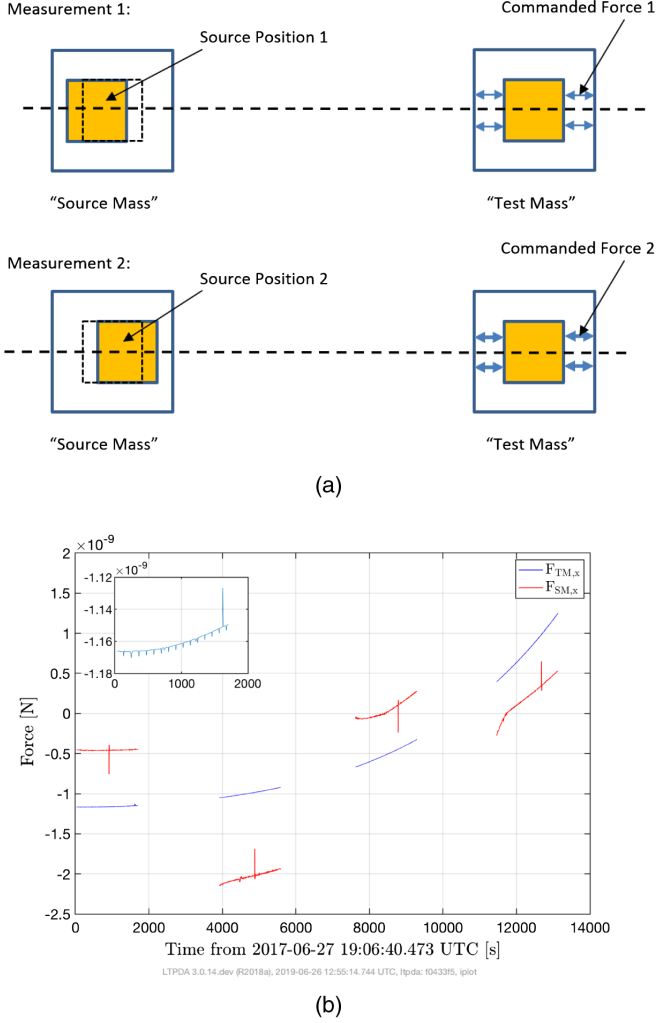 Measurement 1:
Commanded Force 1
Source Position 1
“Source Mass”
“Test Mass”
Measurement 2:
Commanded Force 2
Source Position 2
“Source Mass”
“Test Mass”
(a)
×10⁻⁹
2
1.5
1
0.5
0
-0.5
-1
-1.5
-2
-2.5
Force [N]
×10⁻⁹
-1.12
-1.14
-1.16
-1.18
0 1000 2000
F_TM,x
F_SM,x
0 2000 4000 6000 8000 10000 12000 14000
Time from 2017-06-27 19:06:40.473 UTC [s]
LTPDA 3.0.14.dev (R2018a), 2019-06-26 12:55:14.744 UTC, ltpda: f0433f5, iplot
(b)